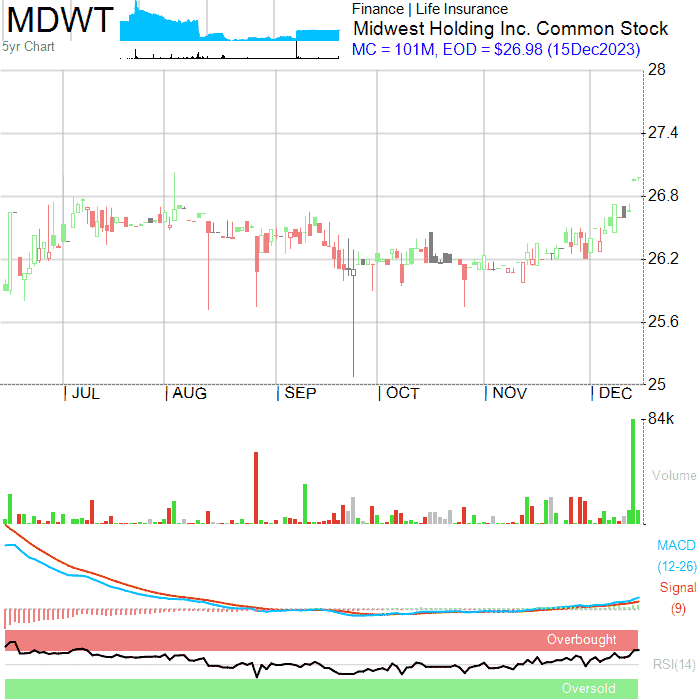 MDWT
5yr Chart
Finance | Life Insurance
Midwest Holding Inc. Common Stock
MC = 101M, EOD = $26.98 (15Dec2023)
28
27.4
26.8
26.2
25.6
25
JUL AUG SEP OCT NOV DEC
84k
Volume
MACD
(12-26)
Signal
(9)
Overbought
RSI(14)
Oversold